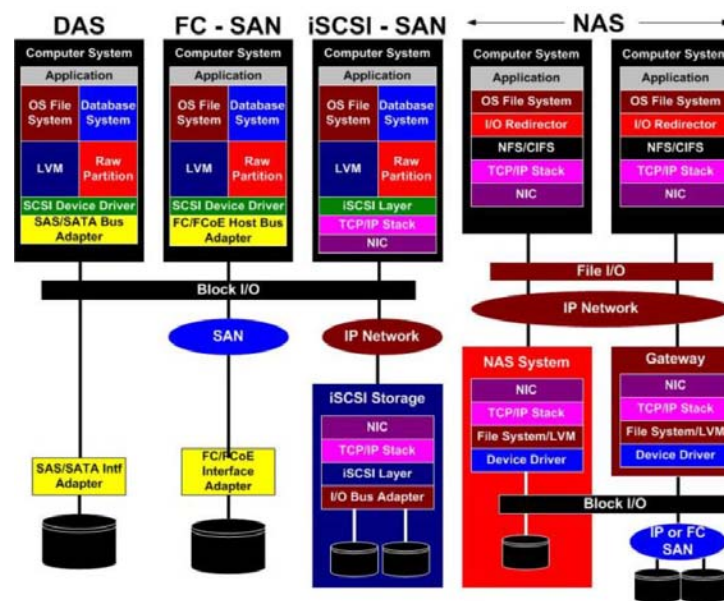 DAS
FC - SAN
iSCSI - SAN
NAS
Computer System
Application
OS File
System
Database
System
LVM
Raw
Partition
SCSI Device Driver
SAS/SATA Bus
Adapter
Computer System
Application
OS File
System
Database
System
LVM
Raw
Partition
SCSI Device Driver
FC/FCoE Host Bus
Adapter
Computer System
Application
OS File
System
Database
System
LVM
Raw
Partition
iSCSI Layer
TCP/IP Stack
NIC
Computer System
Application
OS File System
I/O Redirector
NFS/CIFS
TCP/IP Stack
NIC
Computer System
Application
OS File System
I/O Redirector
NFS/CIFS
TCP/IP Stack
NIC
Block I/O
File I/O
SAN
IP Network
IP Network
SAS/SATA Intf
Adapter
FC/FCoE
Interface
Adapter
iSCSI Storage
NIC
TCP/IP Stack
iSCSI Layer
I/O Bus Adapter
NAS System
NIC
TCP/IP Stack
File System/LVM
Device Driver
Gateway
NIC
TCP/IP Stack
File System/LVM
Device Driver
Block I/O
IP or FC
SAN